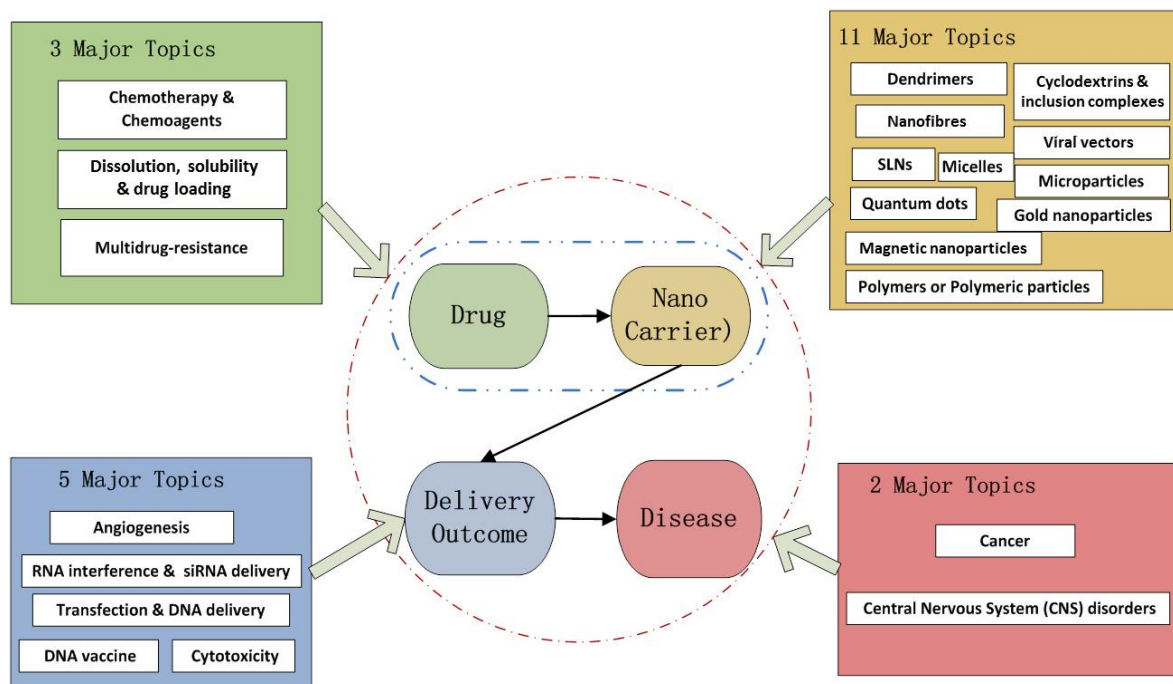 3 Major Topics
Chemotherapy &
Chemoagents
Dissolution, solubility
& drug loading
Multidrug-resistance
11 Major Topics
Dendrimers
Cyclodextrins &
inclusion complexes
Nanofibres
Viral vectors
SLNs
Micelles
Microparticles
Quantum dots
Gold nanoparticles
Magnetic nanoparticles
Polymers or Polymeric particles
Drug
Nano
Carrier)
Delivery
Outcome
Disease
5 Major Topics
Angiogenesis
RNA interference & siRNA delivery
Transfection & DNA delivery
DNA vaccine
Cytotoxicity
2 Major Topics
Cancer
Central Nervous System (CNS) disorders